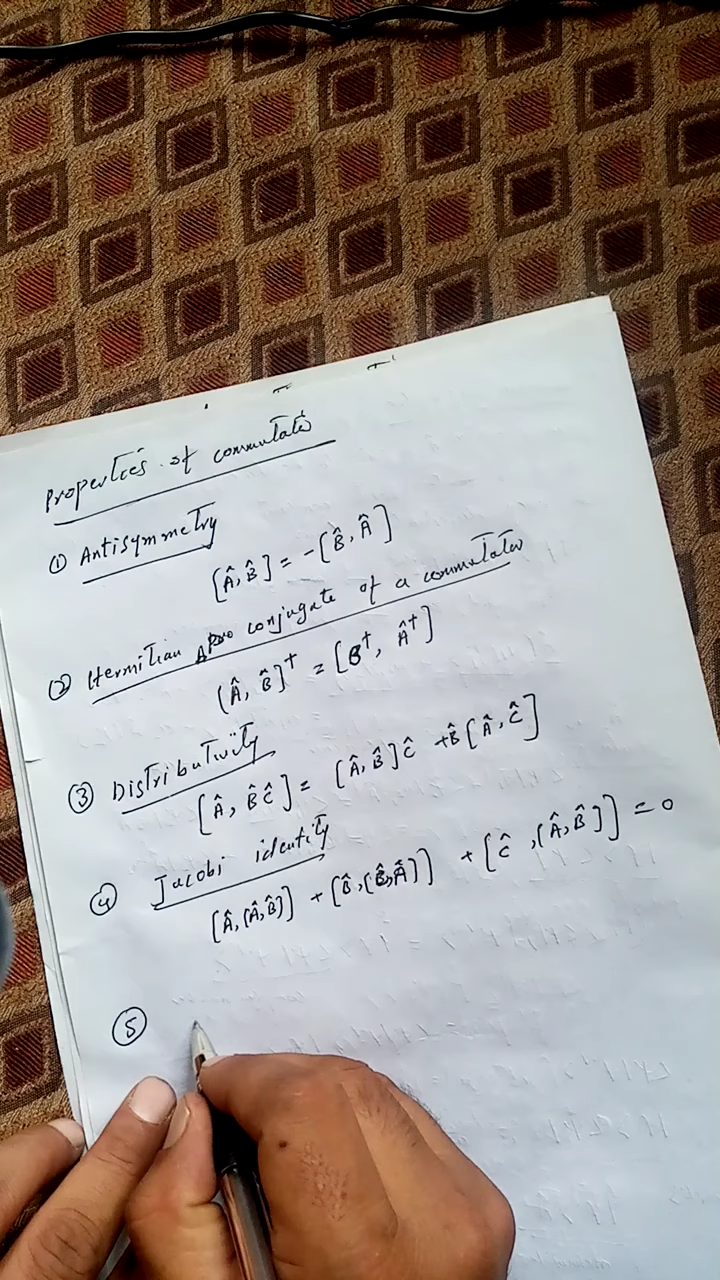 Properties of commutator
① Antisymmetry
[Â, B̂] = -[B̂, Â]
② Hermitian conjugate of a commutator
[Â, B̂]† = [B†, Â†]
③ Distributivity
[Â, B̂Ĉ] = [Â, B̂]Ĉ + B̂[Â, Ĉ]
④ Jacobi identity
[Â, [Â, B̂]] + [B̂, [B̂, Â]] + [Ĉ, [Â, B̂]] = 0
⑤